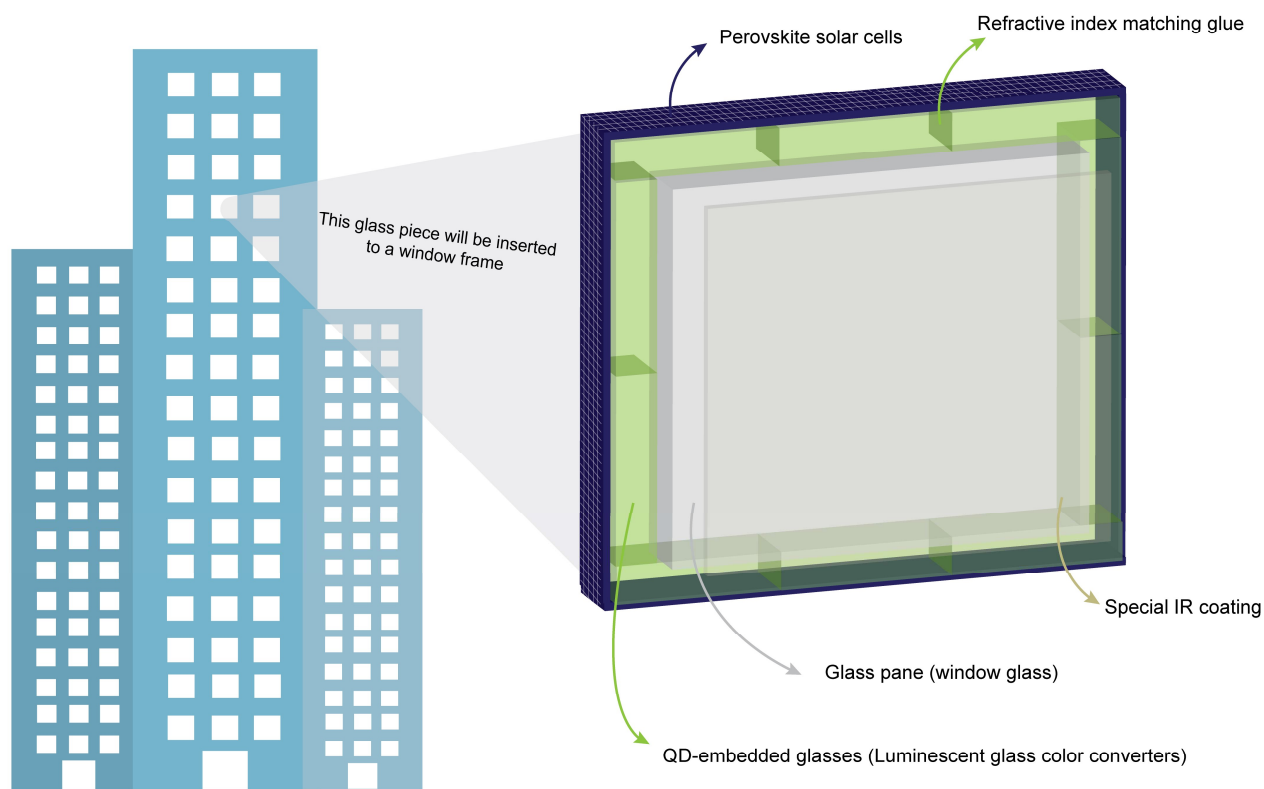 Refractive index matching glue
Perovskite solar cells
This glass piece will be inserted
to a window frame
Special IR coating
Glass pane (window glass)
QD-embedded glasses (Luminescent glass color converters)